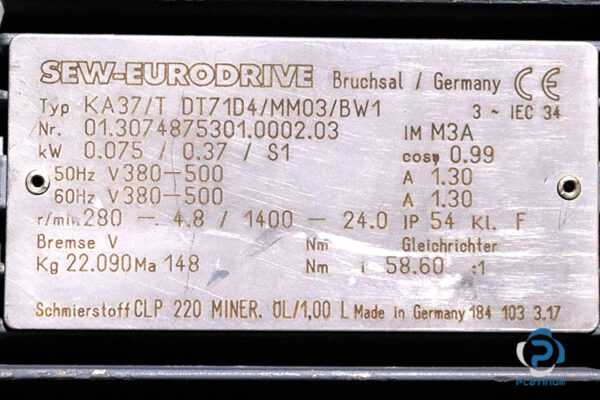 SEW-EURODRIVE Bruchsal / Germany CE
Typ KA37/T DT71D4/MM03/BW1 3 ~ IEC 34
Nr. 01.3074875301.0002.03 IM M3A
kW 0.075 / 0.37 / S1 cosφ 0.99
50Hz V 380-500 A 1.30
60Hz V 380-500 A 1.30
r/min 280 - 4.8 / 1400 - 24.0 IP 54 Kl. F
Bremse V Nm Gleichrichter
Kg 22.090 Ma 148 Nm i 58.60 :1
Schmierstoff CLP 220 MINER. ÖL/1,00 L Made in Germany 184 103 3.17
PLATINUM